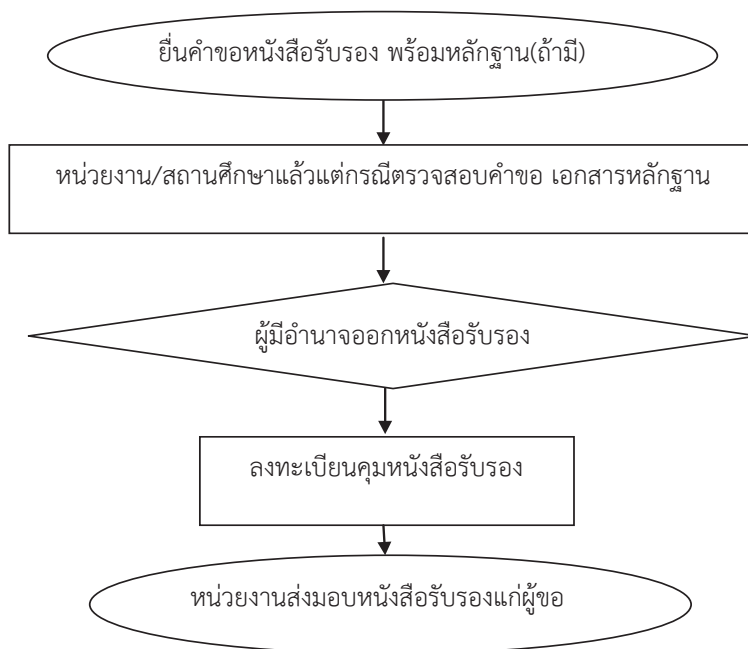 ยื่นคำขอหนังสือรับรอง พร้อมหลักฐาน(ถ้ามี)
หน่วยงาน/สถานศึกษาแล้วแต่กรณีตรวจสอบคำขอ เอกสารหลักฐาน
ผู้มีอำนาจออกหนังสือรับรอง
ลงทะเบียนคุมหนังสือรับรอง
หน่วยงานส่งมอบหนังสือรับรองแก่ผู้ขอ